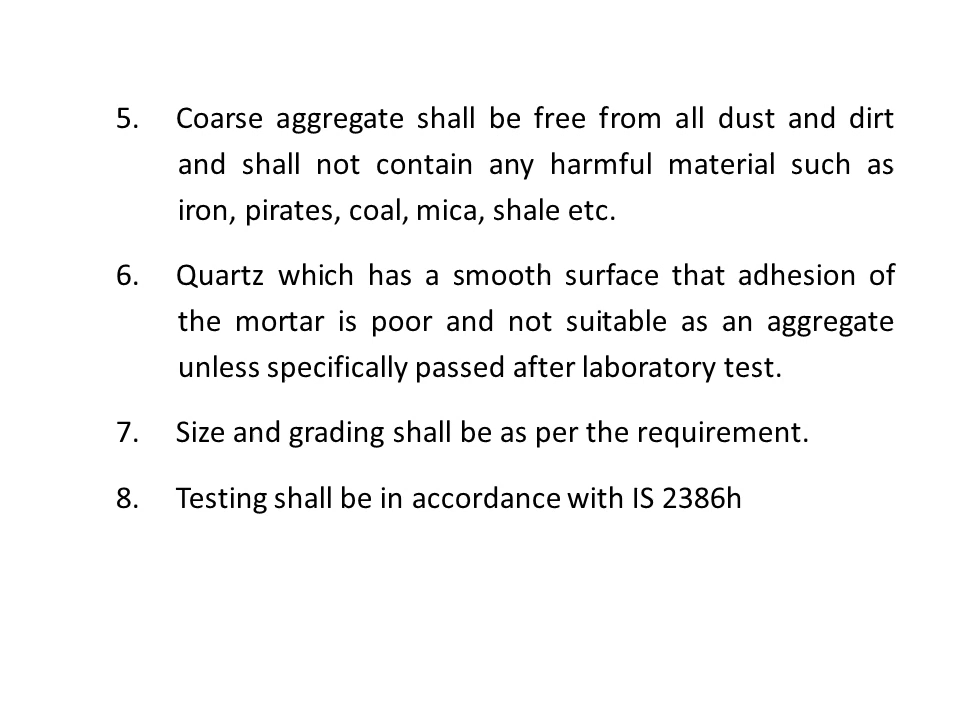 5. Coarse aggregate shall be free from all dust and dirt
and shall not contain any harmful material such as
iron, pirates, coal, mica, shale etc.
6. Quartz which has a smooth surface that adhesion of
the mortar is poor and not suitable as an aggregate
unless specifically passed after laboratory test.
7. Size and grading shall be as per the requirement.
8. Testing shall be in accordance with IS 2386h